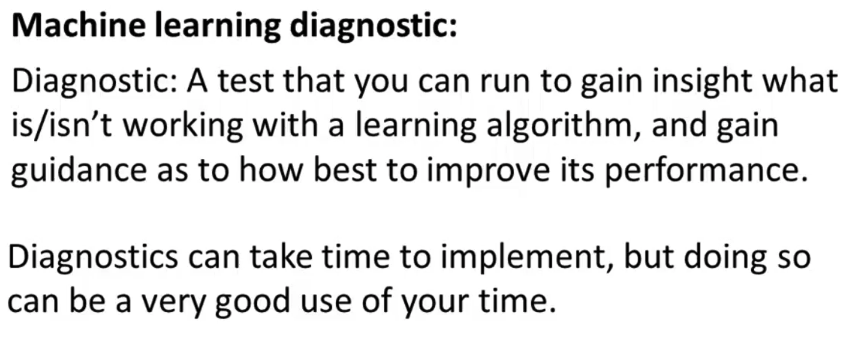 Machine learning diagnostic:
Diagnostic: A test that you can run to gain insight what
is/isn't working with a learning algorithm, and gain
guidance as to how best to improve its performance.
Diagnostics can take time to implement, but doing so
can be a very good use of your time.